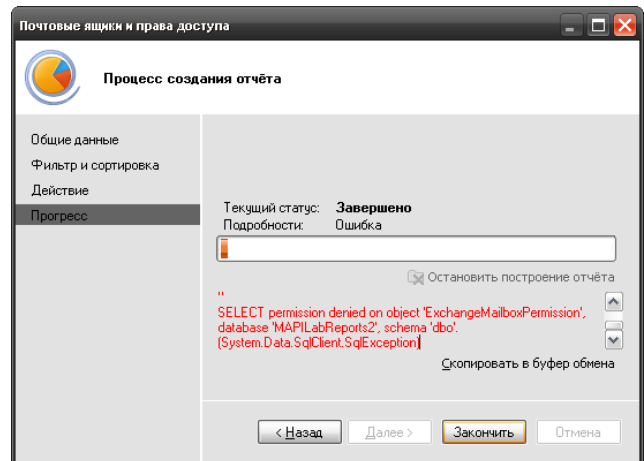 Почтовые ящики и права доступа
Процесс создания отчёта
Общие данные
Фильтр и сортировка
Действие
Прогресс
Текущий статус: Завершено
Подробности: Ошибка
Остановить построение отчёта
"
SELECT permission denied on object 'ExchangeMailboxPermission',
database 'MAPILabReports2', schema 'dbo'.
(System.Data.SqlClient.SqlException)
Скопировать в буфер обмена
< Назад Далее > Закончить Отмена